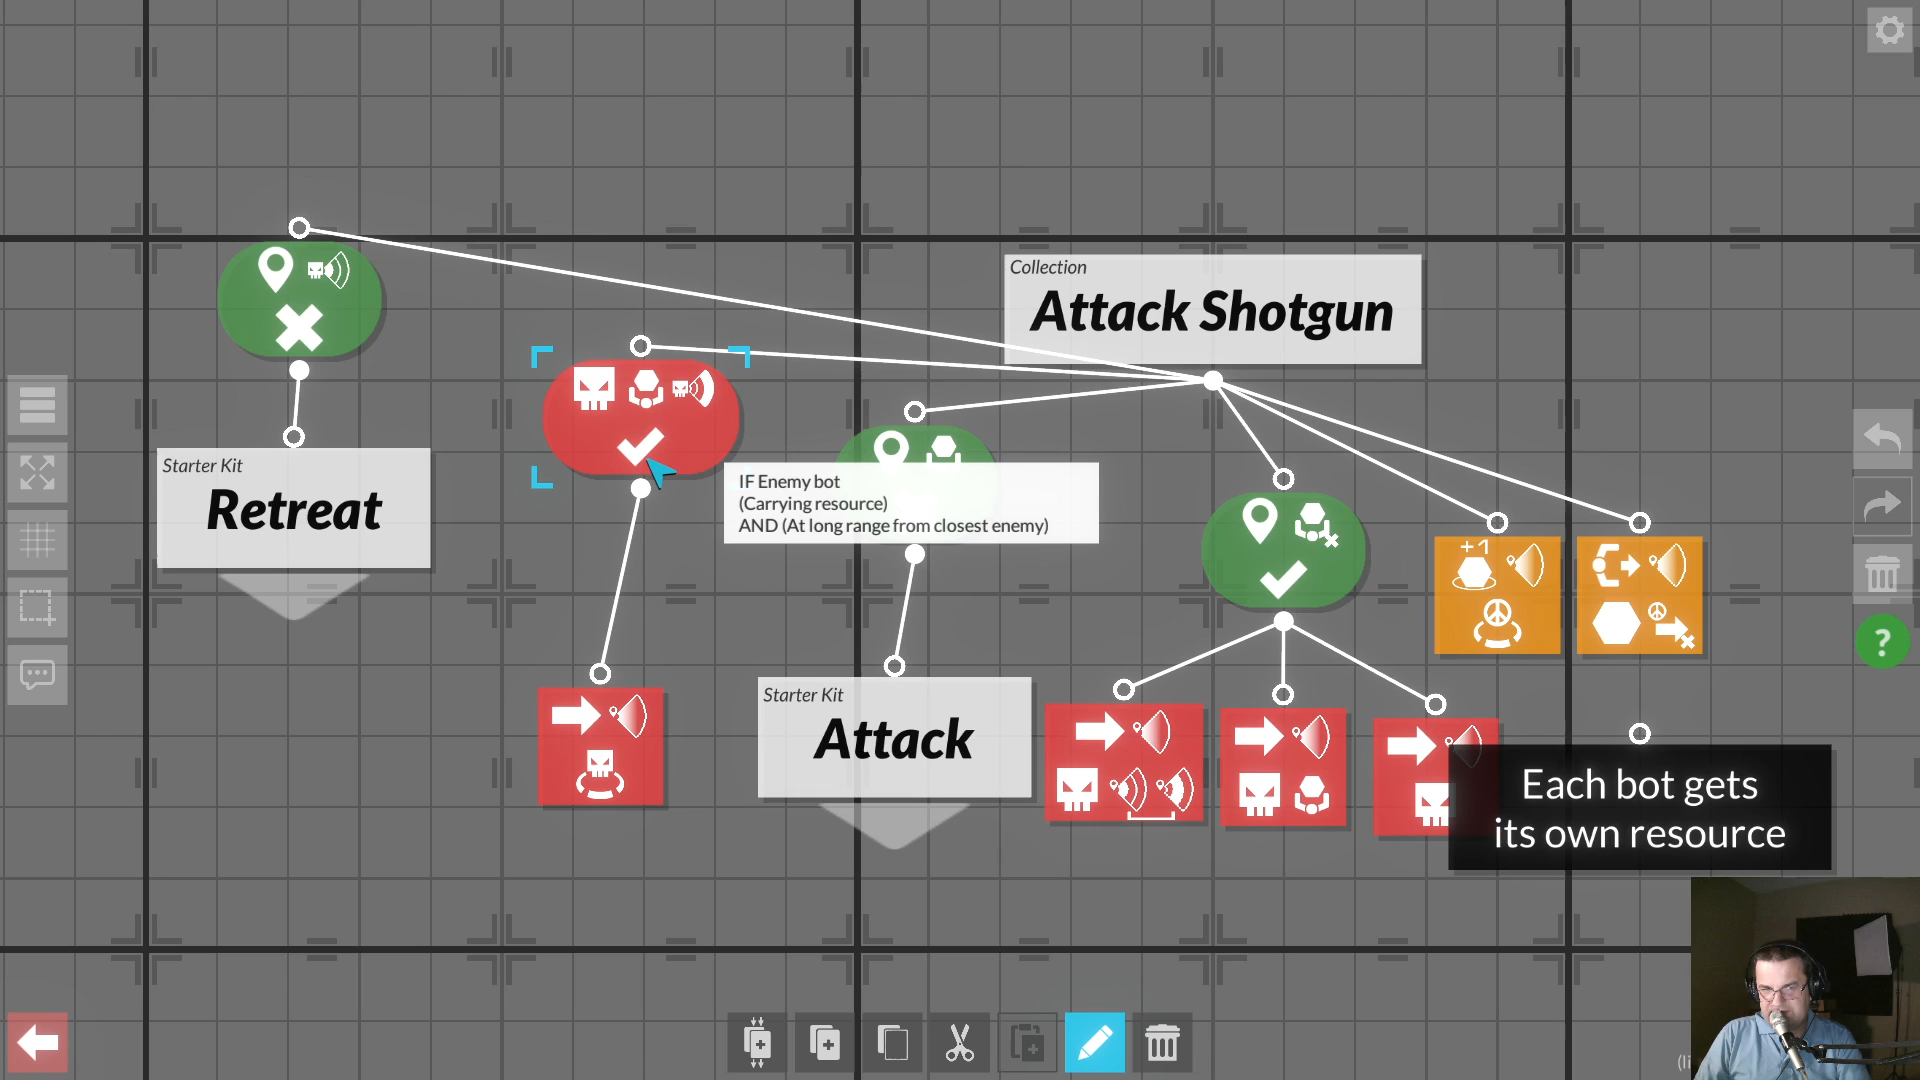 Collection
Attack Shotgun
Starter Kit
Retreat
IF Enemy bot
(Carrying resource)
AND (At long range from closest enemy)
?
+1
Starter Kit
Attack
Each bot gets
its own resource